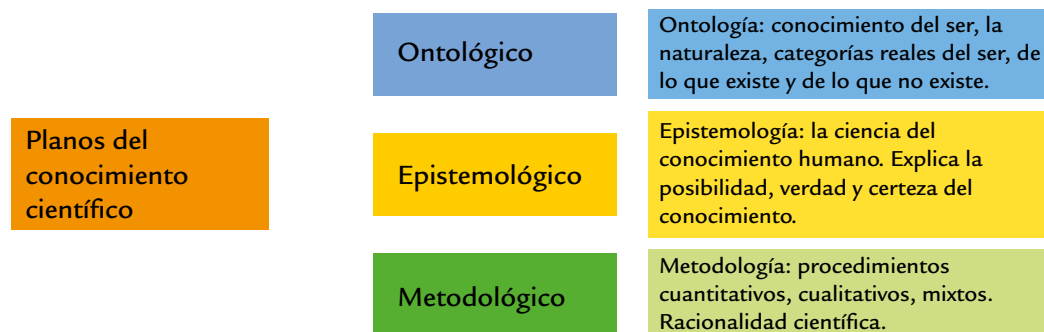 Planos del
conocimiento
científico
Ontológico
Ontología: conocimiento del ser, la
naturaleza, categorías reales del ser, de
lo que existe y de lo que no existe.
Epistemológico
Epistemología: la ciencia del
conocimiento humano. Explica la
posibilidad, verdad y certeza del
conocimiento.
Metodológico
Metodología: procedimientos
cuantitativos, cualitativos, mixtos.
Racionalidad científica.